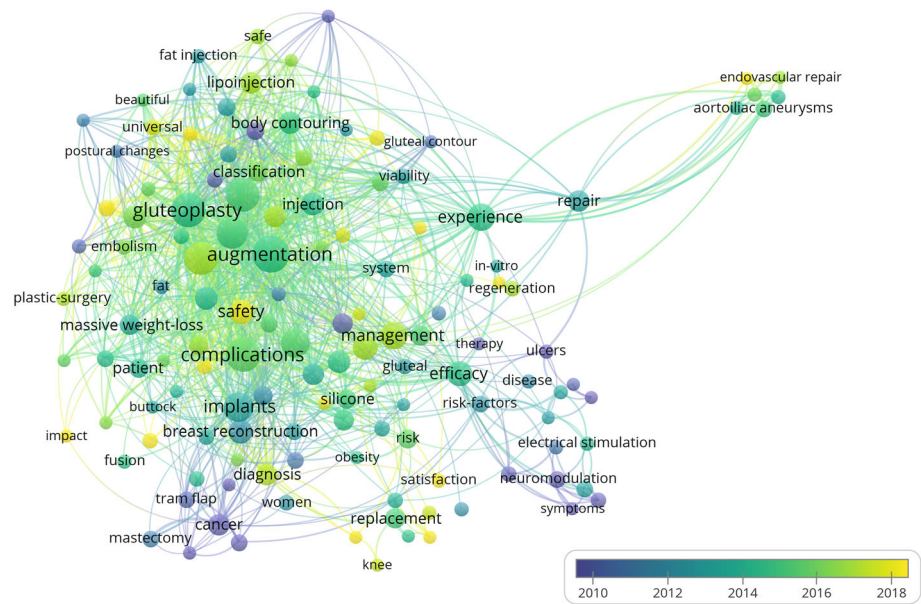 safe
fat injection
endovascular repair
lipoinjection
beautiful
aortoiliac aneurysms
universal
body contouring
gluteal contour
postural changes
classification
viability
gluteoplasty
injection
experience
repair
embolism
augmentation
system
in-vitro
fat
regeneration
plastic-surgery
safety
massive weight-loss
management
therapy
complications
ulcers
patient
gluteal
efficacy
disease
buttock
implants
silicone
risk-factors
impact
breast reconstruction
risk
electrical stimulation
fusion
obesity
diagnosis
satisfaction
neuromodulation
tram flap
women
symptoms
cancer
replacement
mastectomy
knee
2010 2012 2014 2016 2018